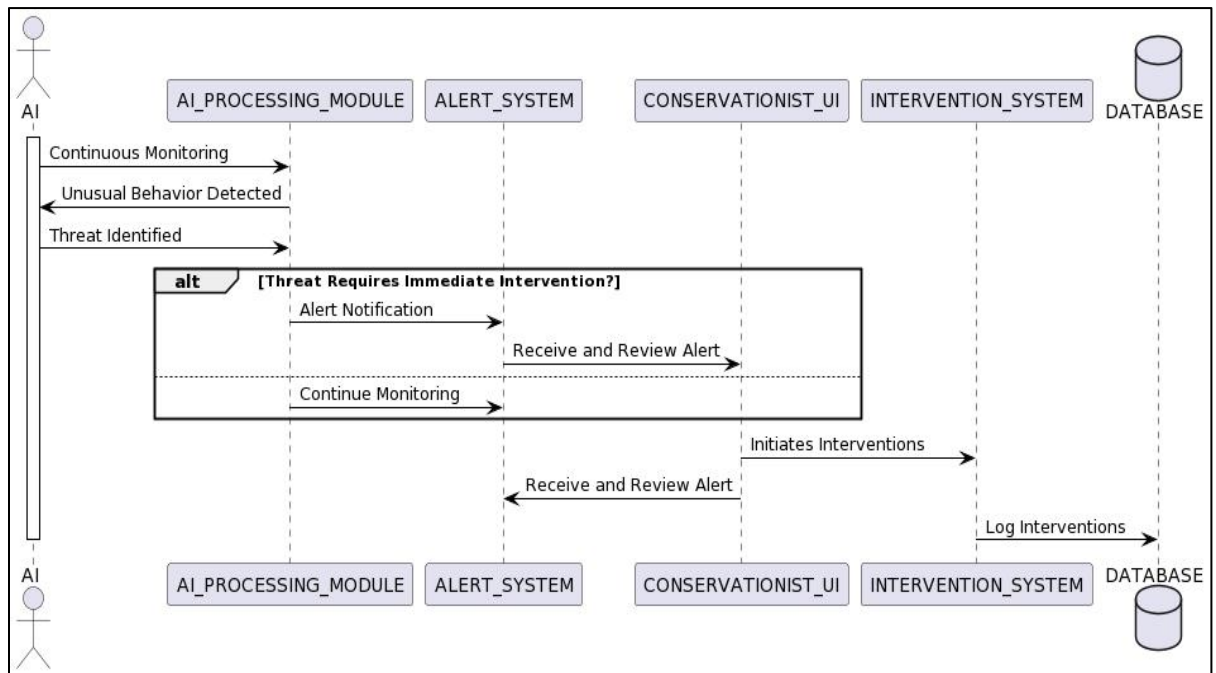 AI
AI_PROCESSING_MODULE
ALERT_SYSTEM
CONSERVATIONIST_UI
INTERVENTION_SYSTEM
DATABASE
Continuous Monitoring
Unusual Behavior Detected
Threat Identified
alt
[Threat Requires Immediate Intervention?]
Alert Notification
Receive and Review Alert
Continue Monitoring
Initiates Interventions
Receive and Review Alert
Log Interventions
AI
AI_PROCESSING_MODULE
ALERT_SYSTEM
CONSERVATIONIST_UI
INTERVENTION_SYSTEM
DATABASE